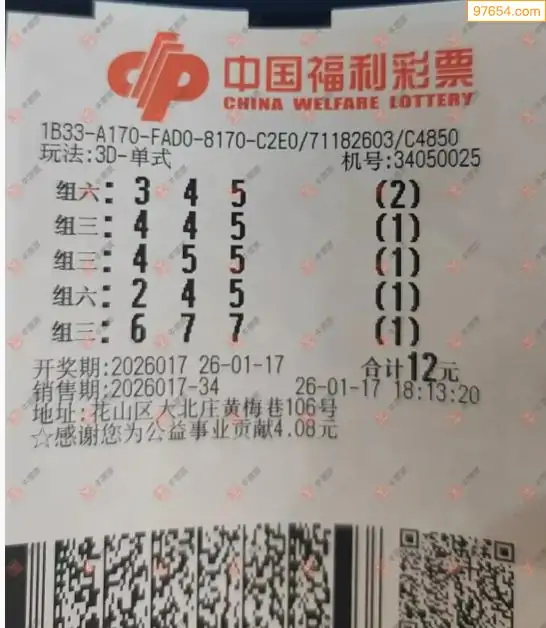 97654.com
中国福利彩票
CHINA WELFARE LOTTERY
1B33-A170-FAD0-8170-C2E0/71182603/C4850
玩法:3D-单式 机号:34050025
组六: 3 4 5 (2)
组三: 4 4 5 (1)
组三: 4 5 5 (1)
组六: 2 4 5 (1)
组三: 6 7 7 (1)
开奖期:2026017 26-01-17 合计12元
销售期:2026017-34 26-01-17 18:13:20
地址:花山区大北庄黄梅巷106号
☆感谢您为公益事业贡献4.08元